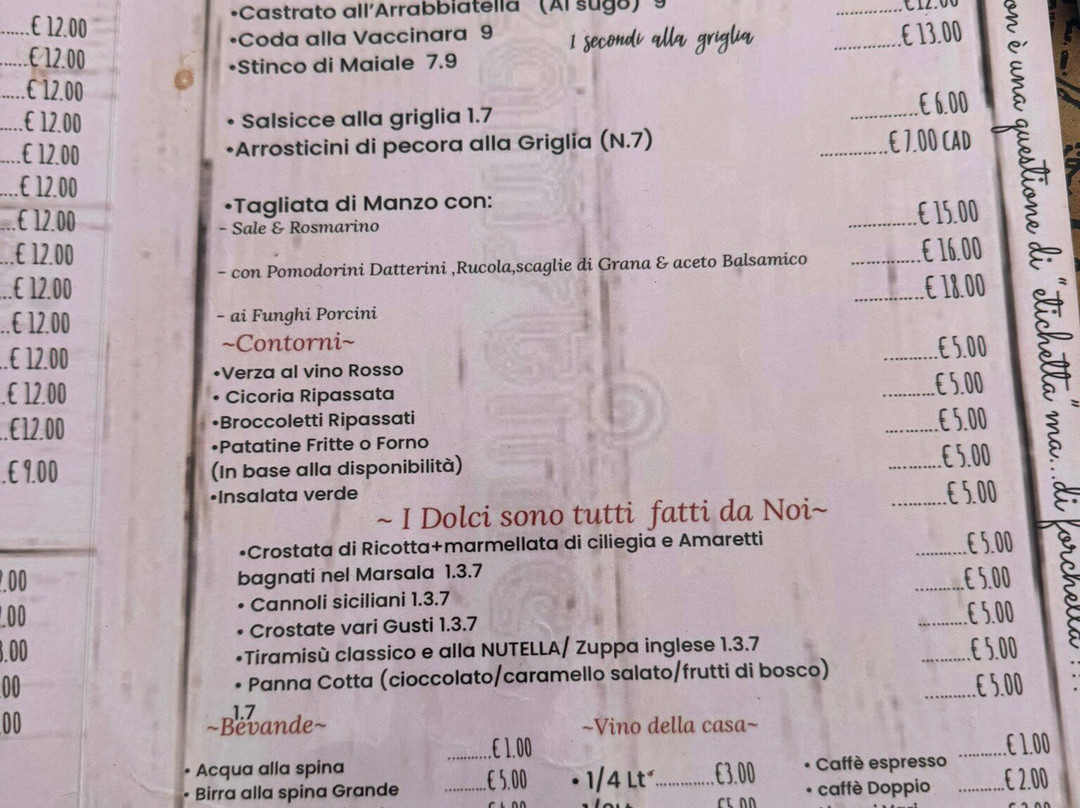 .....€ 12.00
....€ 12.00
....€ 12.00
....€ 12.00
....€ 12.00
....€ 12.00
...€ 12.00
..€ 12.00
..€ 12.00
..€ 12.00
.€ 12.00
.€ 12.00
..€12.00
.€ 9.00
.00
.00
.00
.00
•Castrato all'Arrabbiatella (Al sugo) 9
•Coda alla Vaccinara 9
I secondi alla griglia
..............€ 13.00
•Stinco di Maiale 7.9
• Salsicce alla griglia 1.7
..............€ 6.00
•Arrosticini di pecora alla Griglia (N.7)
..............€ 7.00 CAD
•Tagliata di Manzo con:
..............€ 15.00
- Sale & Rosmarino
..............€ 16.00
- con Pomodorini Datterini ,Rucola,scaglie di Grana & aceto Balsamico
..............€ 18.00
- ai Funghi Porcini
~Contorni~
...........€ 5.00
•Verza al vino Rosso
...........€ 5.00
• Cicoria Ripassata
...........€ 5.00
•Broccoletti Ripassati
...........€ 5.00
•Patatine Fritte o Forno
(In base alla disponibilità)
...........€ 5.00
•Insalata verde
~ I Dolci sono tutti fatti da Noi~
•Crostata di Ricotta+marmellata di ciliegia e Amaretti
...........€ 5.00
bagnati nel Marsala 1.3.7
...........€ 5.00
• Cannoli siciliani 1.3.7
...........€ 5.00
• Crostate vari Gusti 1.3.7
...........€ 5.00
•Tiramisù classico e alla NUTELLA/ Zuppa inglese 1.3.7
...........€ 5.00
• Panna Cotta (cioccolato/caramello salato/frutti di bosco)
1.7
~Bevande~
...........€ 1.00
• Acqua alla spina
...........€ 5.00
• Birra alla spina Grande
~Vino della casa~
• 1/4 Lt...............€3.00
€5.00
• Caffè espresso
...........€ 1.00
• caffè Doppio
...........€ 2.00
on è una questione di "etichetta" ma...di forchetta!!!